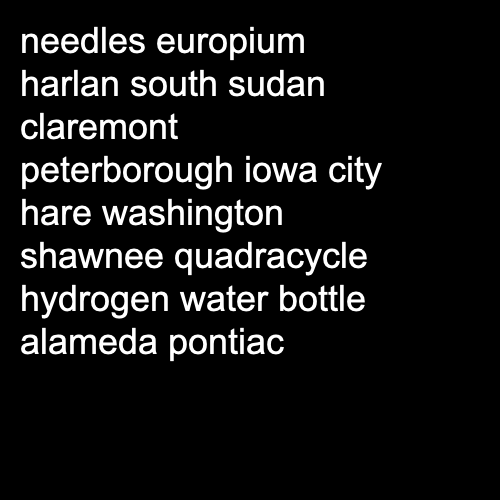 needles europium
harlan south sudan
claremont
peterborough iowa city
hare washington
shawnee quadracycle
hydrogen water bottle
alameda pontiac